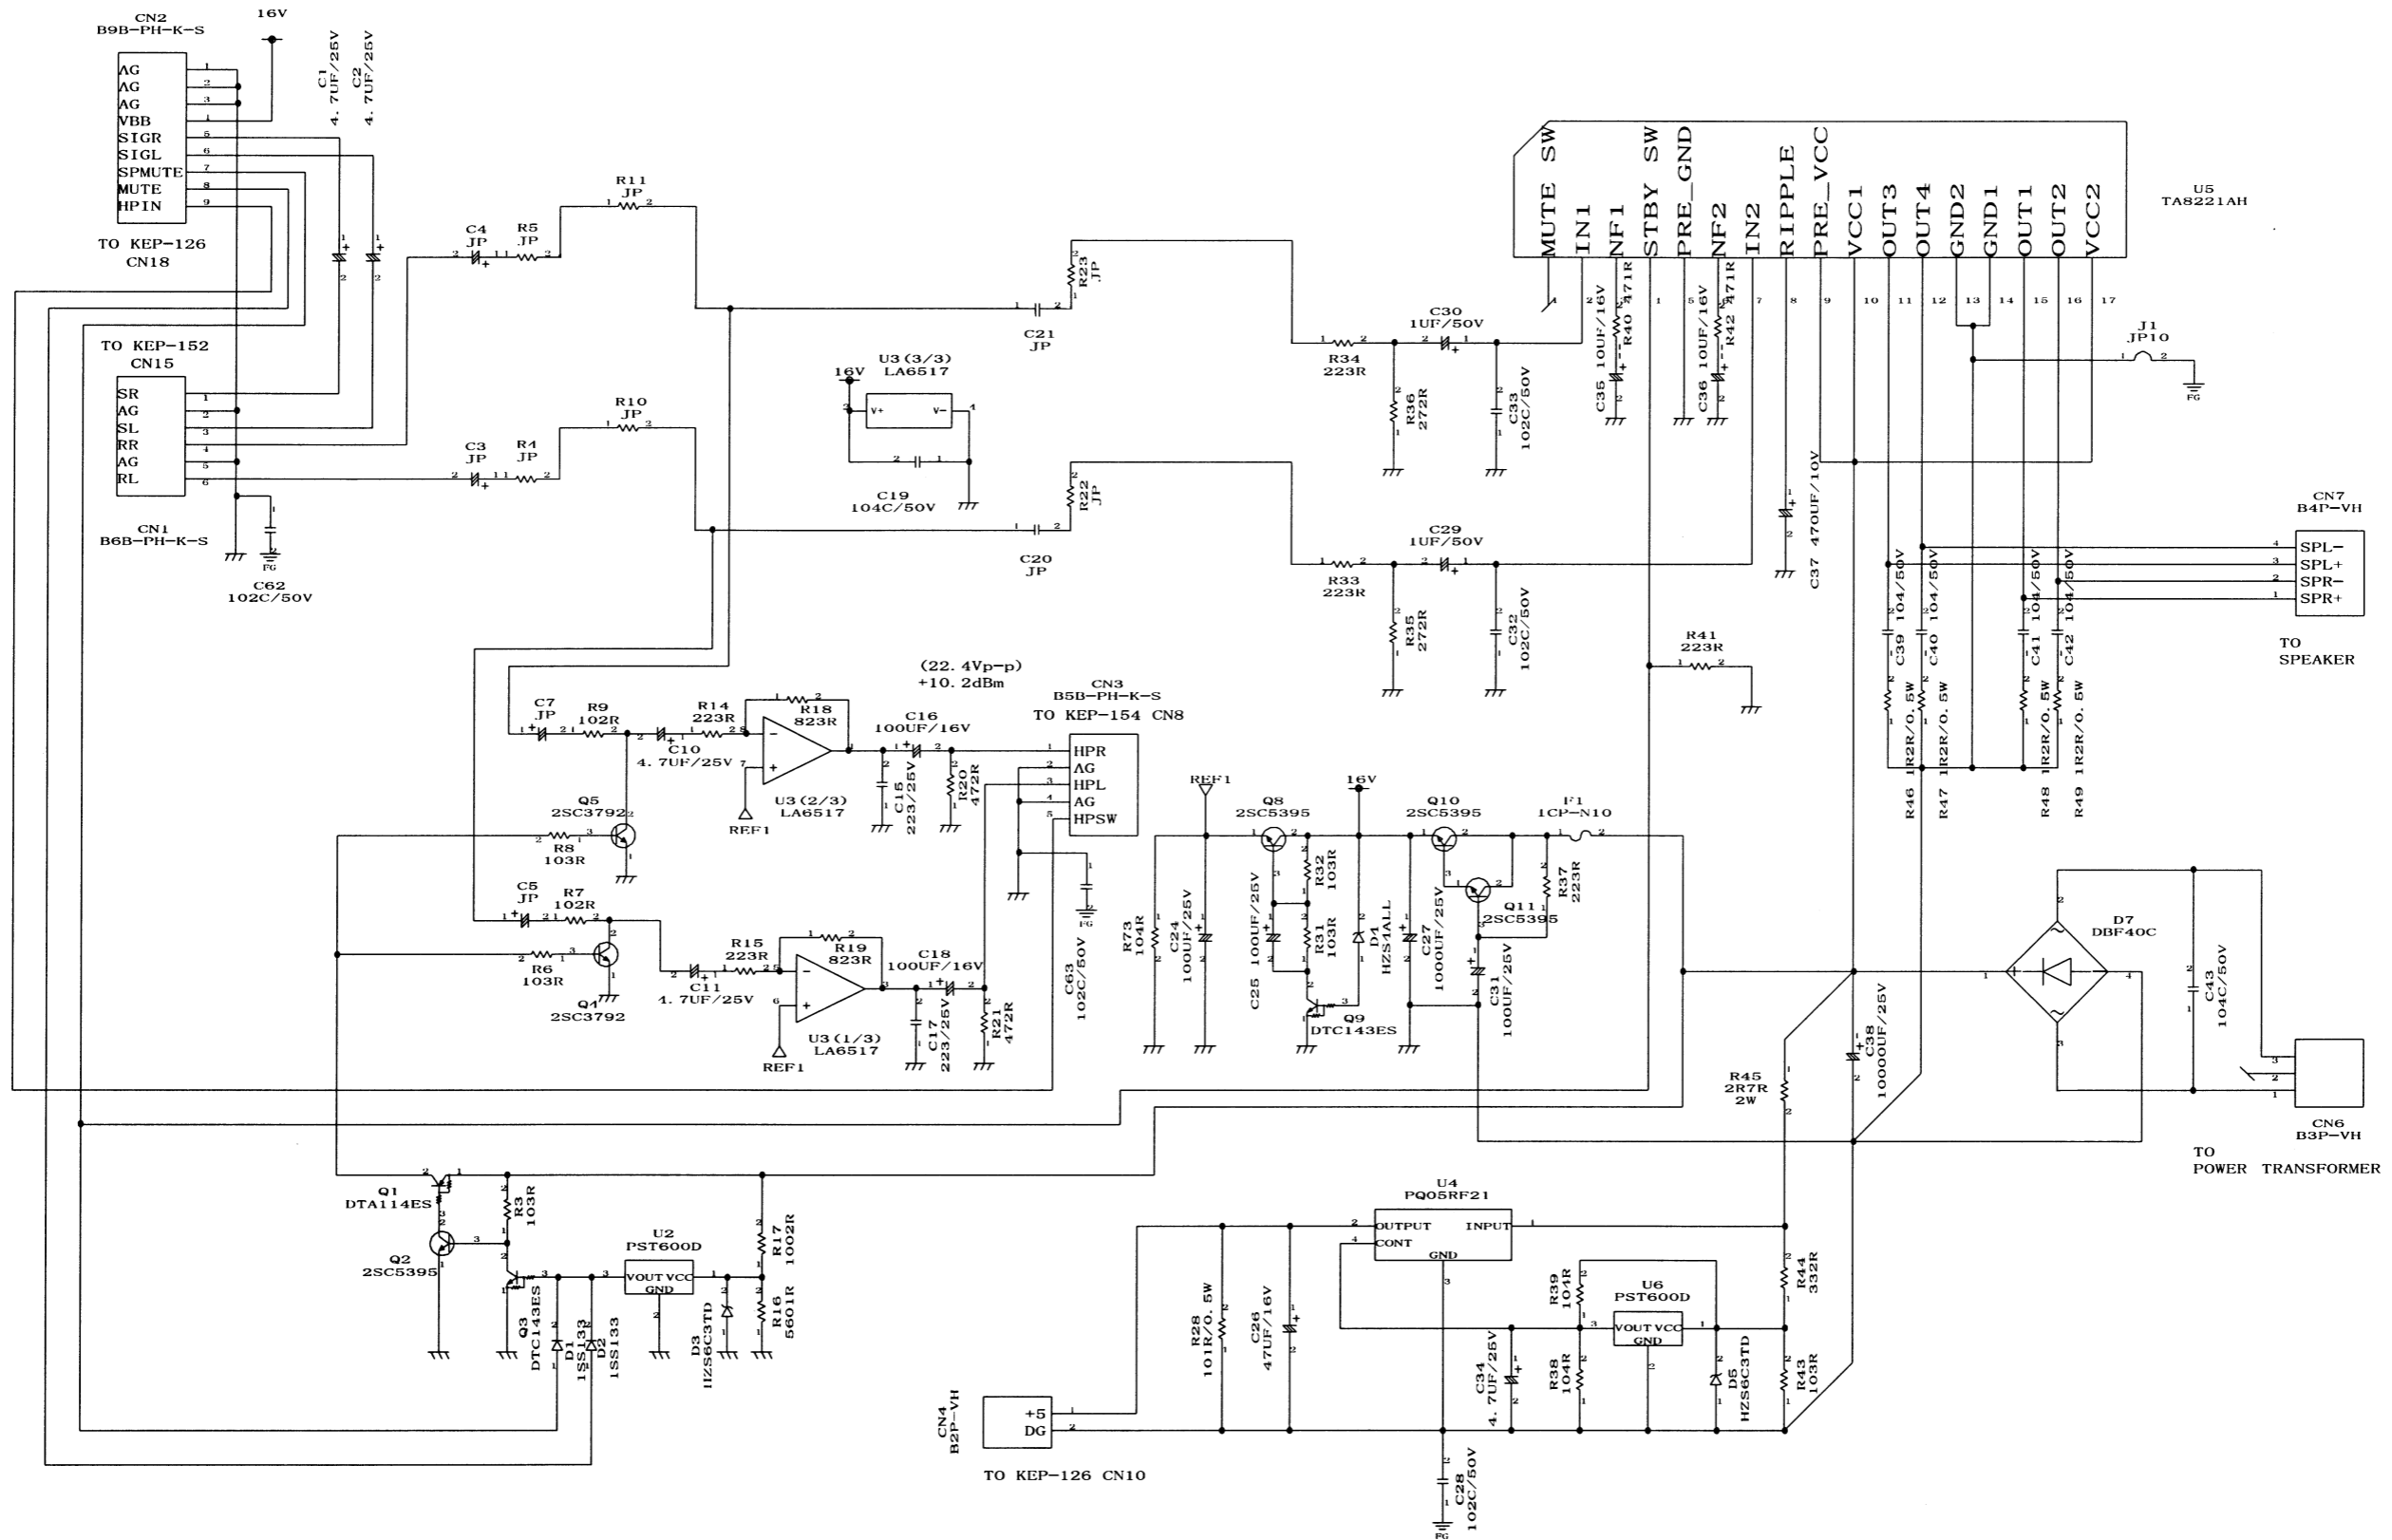 CN2
B9B-PH-K-S
16V
AG
AG
AG
VBB
SIGR
SIGL
SPMUTE
MUTE
HPIN
TO KEP-126
CN18
C1
4.7UF/25V
C2
4.7UF/25V
TO KEP-152
CN15
SR
AG
SL
RR
AG
RL
CN1
B6B-PH-K-S
C62
102C/50V
FG
C4
JP
R5
JP
R11
JP
C3
JP
R4
JP
R10
JP
16V
U3(3/3)
LA6517
V+
V-
C19
104C/50V
C21
JP
R23
JP
C20
JP
R22
JP
R34
223R
R36
272R
C30
1UF/50V
C33
102C/50V
R33
223R
R35
272R
C29
1UF/50V
C32
102C/50V
MUTE SW
IN1
NF1
STBY SW
PRE_GND
NF2
IN2
RIPPLE
PRE_VCC
VCC1
OUT3
OUT4
GND2
GND1
OUT1
OUT2
VCC2
U5
TA8221AH
C35 10UF/16V
R40 471R
C36 10UF/16V
R42 471R
C37 470UF/10V
R41
223R
J1
JP10
FG
CN7
B4P-VH
SPL-
SPL+
SPR-
SPR+
TO
SPEAKER
C39 104/50V
C40 104/50V
C41 104/50V
C42 104/50V
R46 1R2R/0.5W
R47 1R2R/0.5W
R48 1R2R/0.5W
R49 1R2R/0.5W
(22.4Vp-p)
+10.2dBm
C7
JP
R9
102R
C10
4.7UF/25V
R14
223R
R18
823R
U3(2/3)
LA6517
REF1
C16
100UF/16V
C15
223/25V
R20
472R
CN3
B5B-PH-K-S
TO KEP-154 CN8
HPR
AG
HPL
AG
HPSW
Q5
2SC3792
R8
103R
C5
JP
R7
102R
R6
103R
Q4
2SC3792
C11
4.7UF/25V
R15
223R
R19
823R
U3(1/3)
LA6517
REF1
C18
100UF/16V
C17
223/25V
R21
472R
C63
102C/50V
FG
REF1
Q8
2SC5395
16V
Q10
2SC5395
F1
ICP-N10
R73
104R
C24
100UF/25V
C25 100UF/25V
R32
103R
R31
103R
D4
HZS4ALL
C27
1000UF/25V
Q11
2SC5395
R37
223R
C31
100UF/25V
Q9
DTC143ES
D7
DBF40C
C43
104C/50V
C38
10000UF/25V
R45
2R7R
2W
CN6
B3P-VH
TO
POWER TRANSFORMER
Q1
DTA114ES
R3
103R
Q2
2SC5395
Q3
DTC143ES
D1
1SS133
D2
1SS133
U2
PST600D
VOUT VCC
GND
D3
HZS6C3TD
R17
1002R
R16
5601R
U4
PQ05RF21
OUTPUT
INPUT
CONT
GND
R28
101R/0.5W
C26
47UF/16V
C34
4.7UF/25V
R39
104R
R38
104R
U6
PST600D
VOUT VCC
GND
D5
HZS6C3TD
R44
332R
R43
103R
CN4
B2P-VH
+5
DG
TO KEP-126 CN10
C28
102C/50V
FG